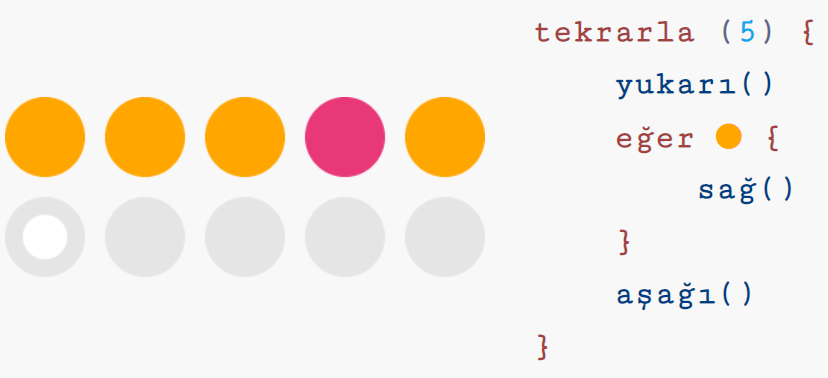 tekrarla (5) {
yukarı()
eğer {
sağ()
}
aşağı()
}